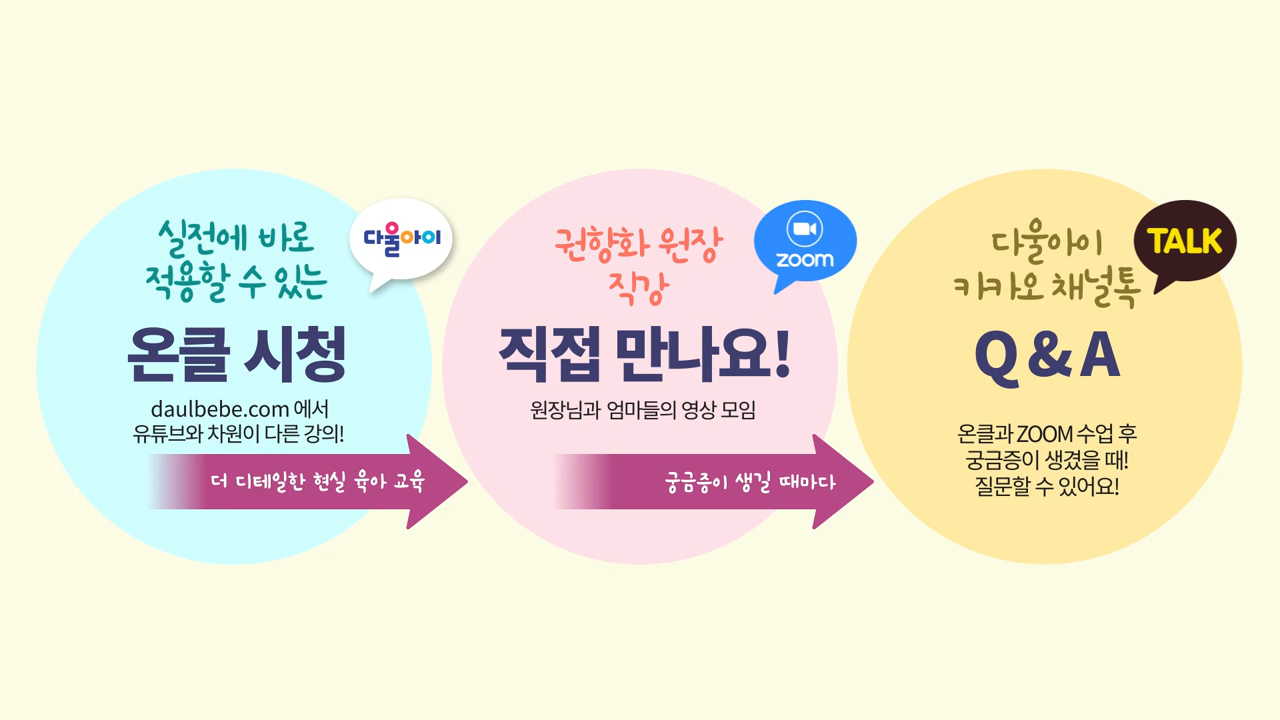 실전에 바로
적용할 수 있는
다울아이
온클 시청
daulbebe.com 에서
유튜브와 차원이 다른 강의!
더 디테일한 현실 육아 교육
권향화 원장
직강
zoom
직접 만나요!
원장님과 엄마들의 영상 모임
궁금증이 생길 때마다
다울아이
카카오 채널톡
TALK
Q & A
온클과 ZOOM 수업 후
궁금증이 생겼을 때!
질문할 수 있어요!